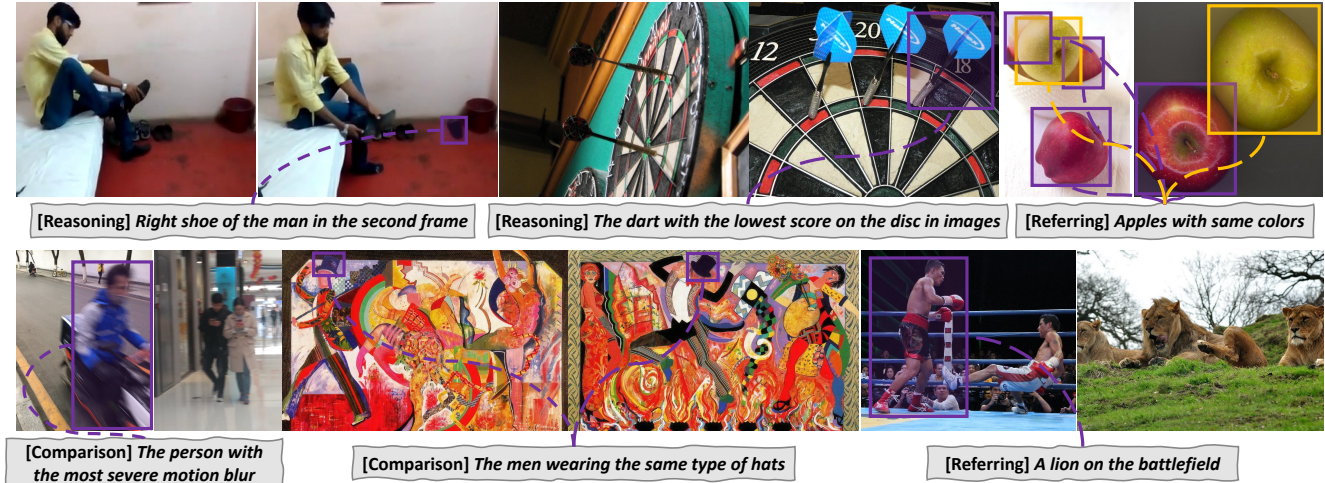 12
5
20
18
[Reasoning] Right shoe of the man in the second frame
[Reasoning] The dart with the lowest score on the disc in images
[Referring] Apples with same colors
[Comparison] The person with
the most severe motion blur
[Comparison] The men wearing the same type of hats
[Referring] A lion on the battlefield